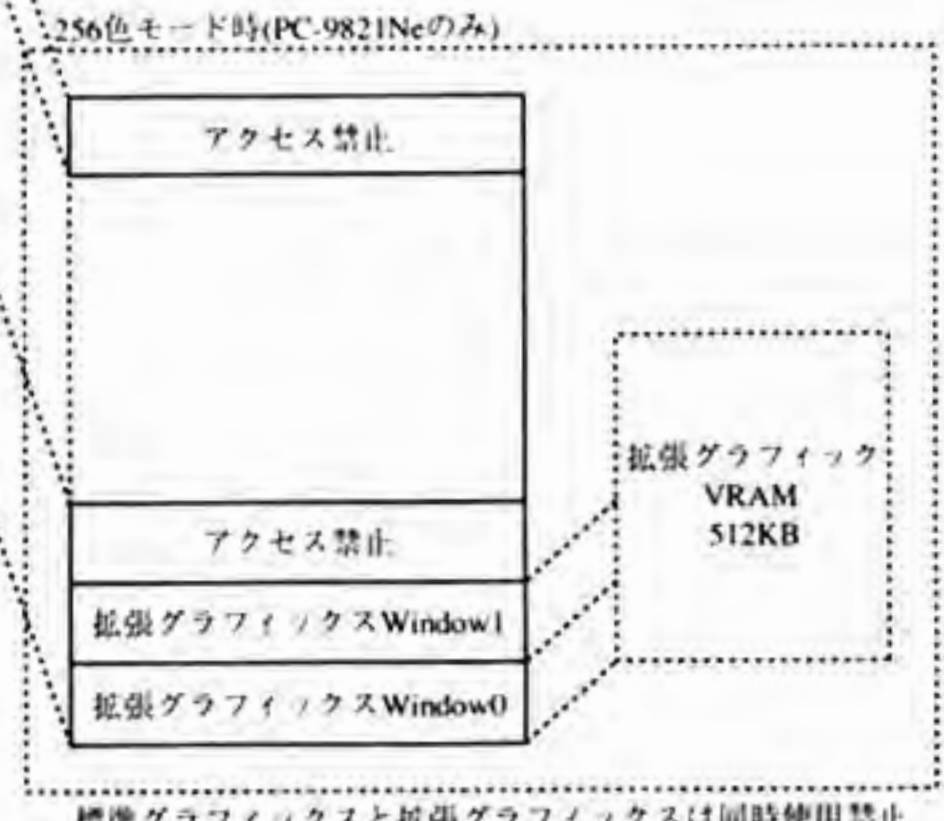 256色モード時(PC-9821Neのみ)
アクセス禁止
拡張グラフィック
VRAM
512KB
アクセス禁止
拡張グラフィックスWindow1
拡張グラフィックスWindow0
標準グラフィックスと拡張グラフィックスは同時使用禁止